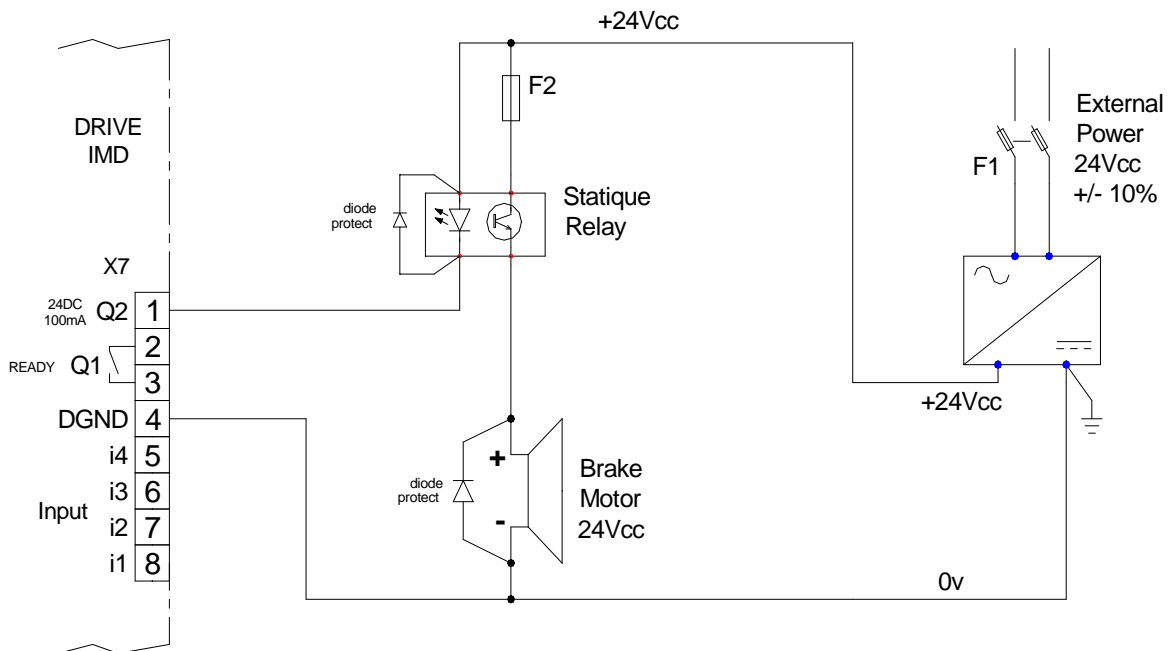 +24Vcc
F2
DRIVE
IMD
External
Power
24Vcc
+/- 10%
F1
diode
protect
Statique
Relay
X7
24DC
100mA
Q2 1
2
READY Q1
3
DGND 4
i4 5
i3 6
Input
i2 7
i1 8
+24Vcc
+
-
diode
protect
Brake
Motor
24Vcc
0v